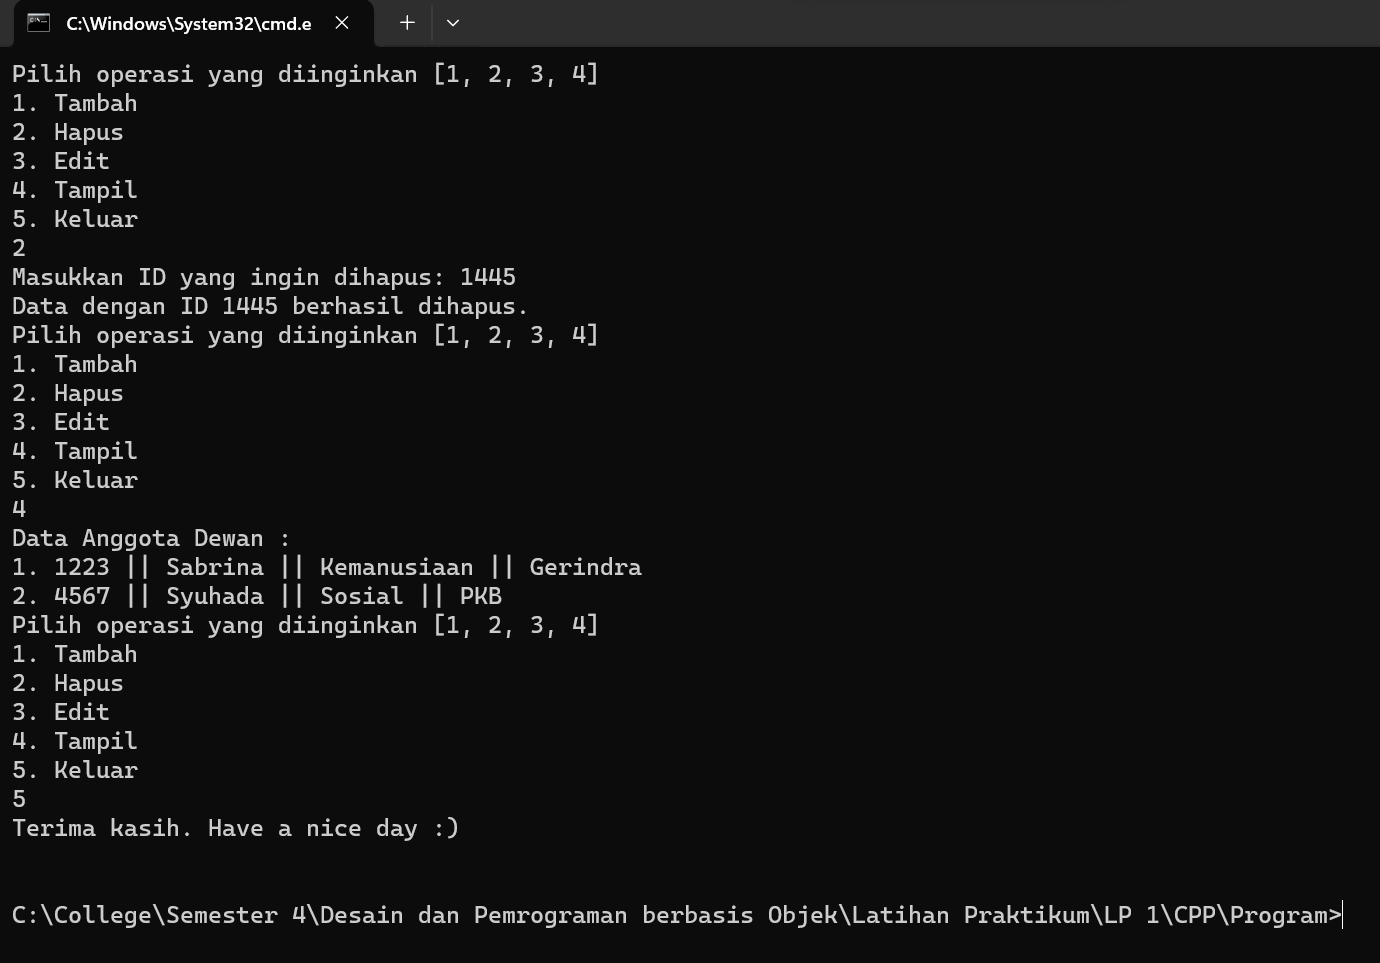 C:\Windows\System32\cmd.e
Pilih operasi yang diinginkan [1, 2, 3, 4]
1. Tambah
2. Hapus
3. Edit
4. Tampil
5. Keluar
2
Masukkan ID yang ingin dihapus: 1445
Data dengan ID 1445 berhasil dihapus.
Pilih operasi yang diinginkan [1, 2, 3, 4]
1. Tambah
2. Hapus
3. Edit
4. Tampil
5. Keluar
4
Data Anggota Dewan :
1. 1223 || Sabrina || Kemanusiaan || Gerindra
2. 4567 || Syuhada || Sosial || PKB
Pilih operasi yang diinginkan [1, 2, 3, 4]
1. Tambah
2. Hapus
3. Edit
4. Tampil
5. Keluar
5
Terima kasih. Have a nice day :)
C:\College\Semester 4\Desain dan Pemrograman berbasis Objek\Latihan Praktikum\LP 1\CPP\Program>